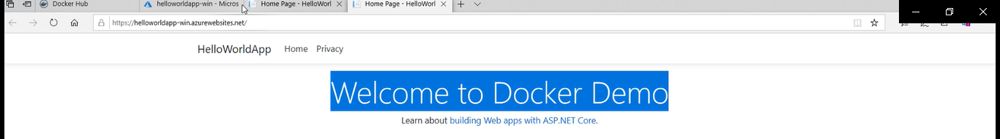 Docker Hub
helloworldapp-win - Micros
Home Page - HelloWorl
Home Page - HelloWorl
https://helloworldapp-win.azurewebsites.net/
HelloWorldApp Home Privacy
Welcome to Docker Demo
Learn about building Web apps with ASP.NET Core.